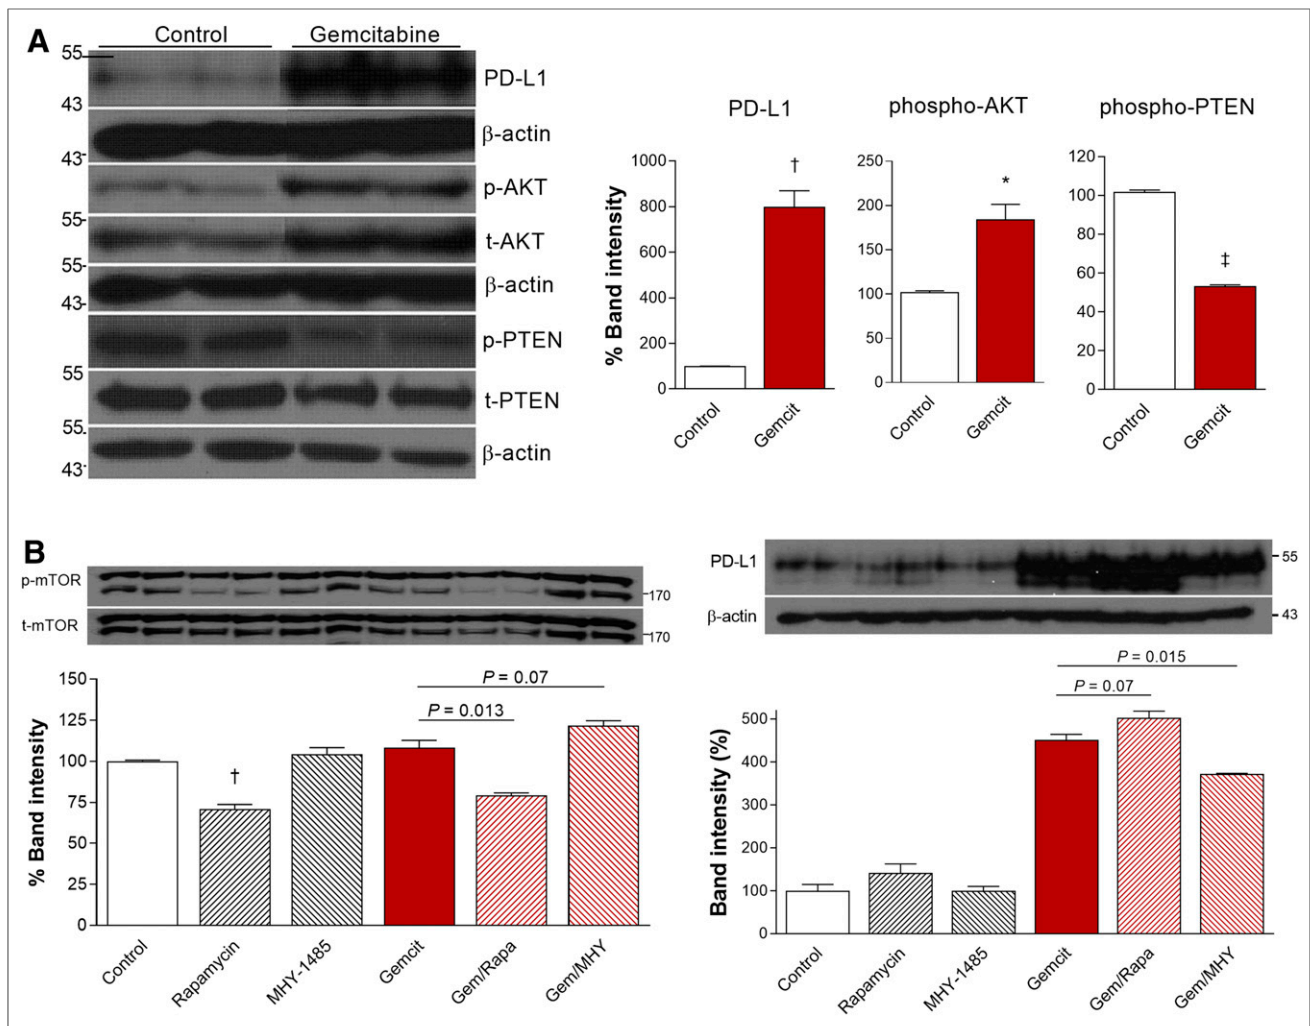 A
Control Gemcitabine
55
43
PD-L1
43
β-actin
p-AKT
55
t-AKT
55
43
β-actin
p-PTEN
55
t-PTEN
55
43
β-actin
PD-L1
% Band intensity
1000
800
600
400
200
0
†
Control
Gemcit
phospho-AKT
250
200
150
100
50
0
*
Control
Gemcit
phospho-PTEN
120
100
80
60
40
20
0
‡
Control
Gemcit
B
p-mTOR
170
t-mTOR
170
% Band intensity
150
125
100
75
50
25
0
†
P = 0.07
P = 0.013
Control
Rapamycin
MHY-1485
Gemcit
Gem/Rapa
Gem/MHY
PD-L1
55
β-actin
43
Band intensity (%)
500
400
300
200
100
0
P = 0.015
P = 0.07
Control
Rapamycin
MHY-1485
Gemcit
Gem/Rapa
Gem/MHY